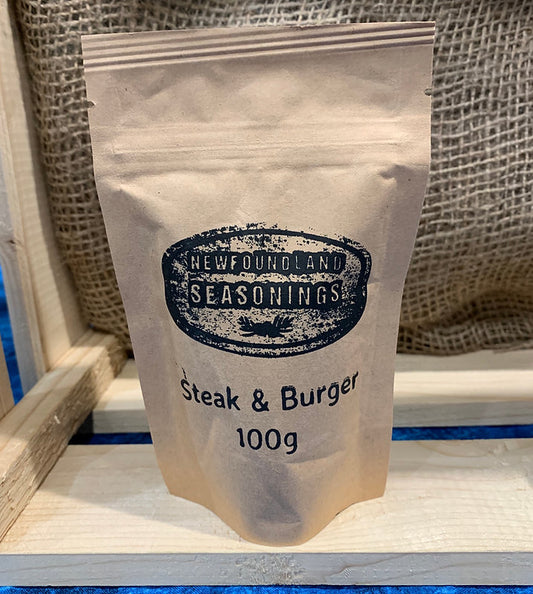 NEWFOUNDLAND
SEASONINGS
Steak & Burger
100g